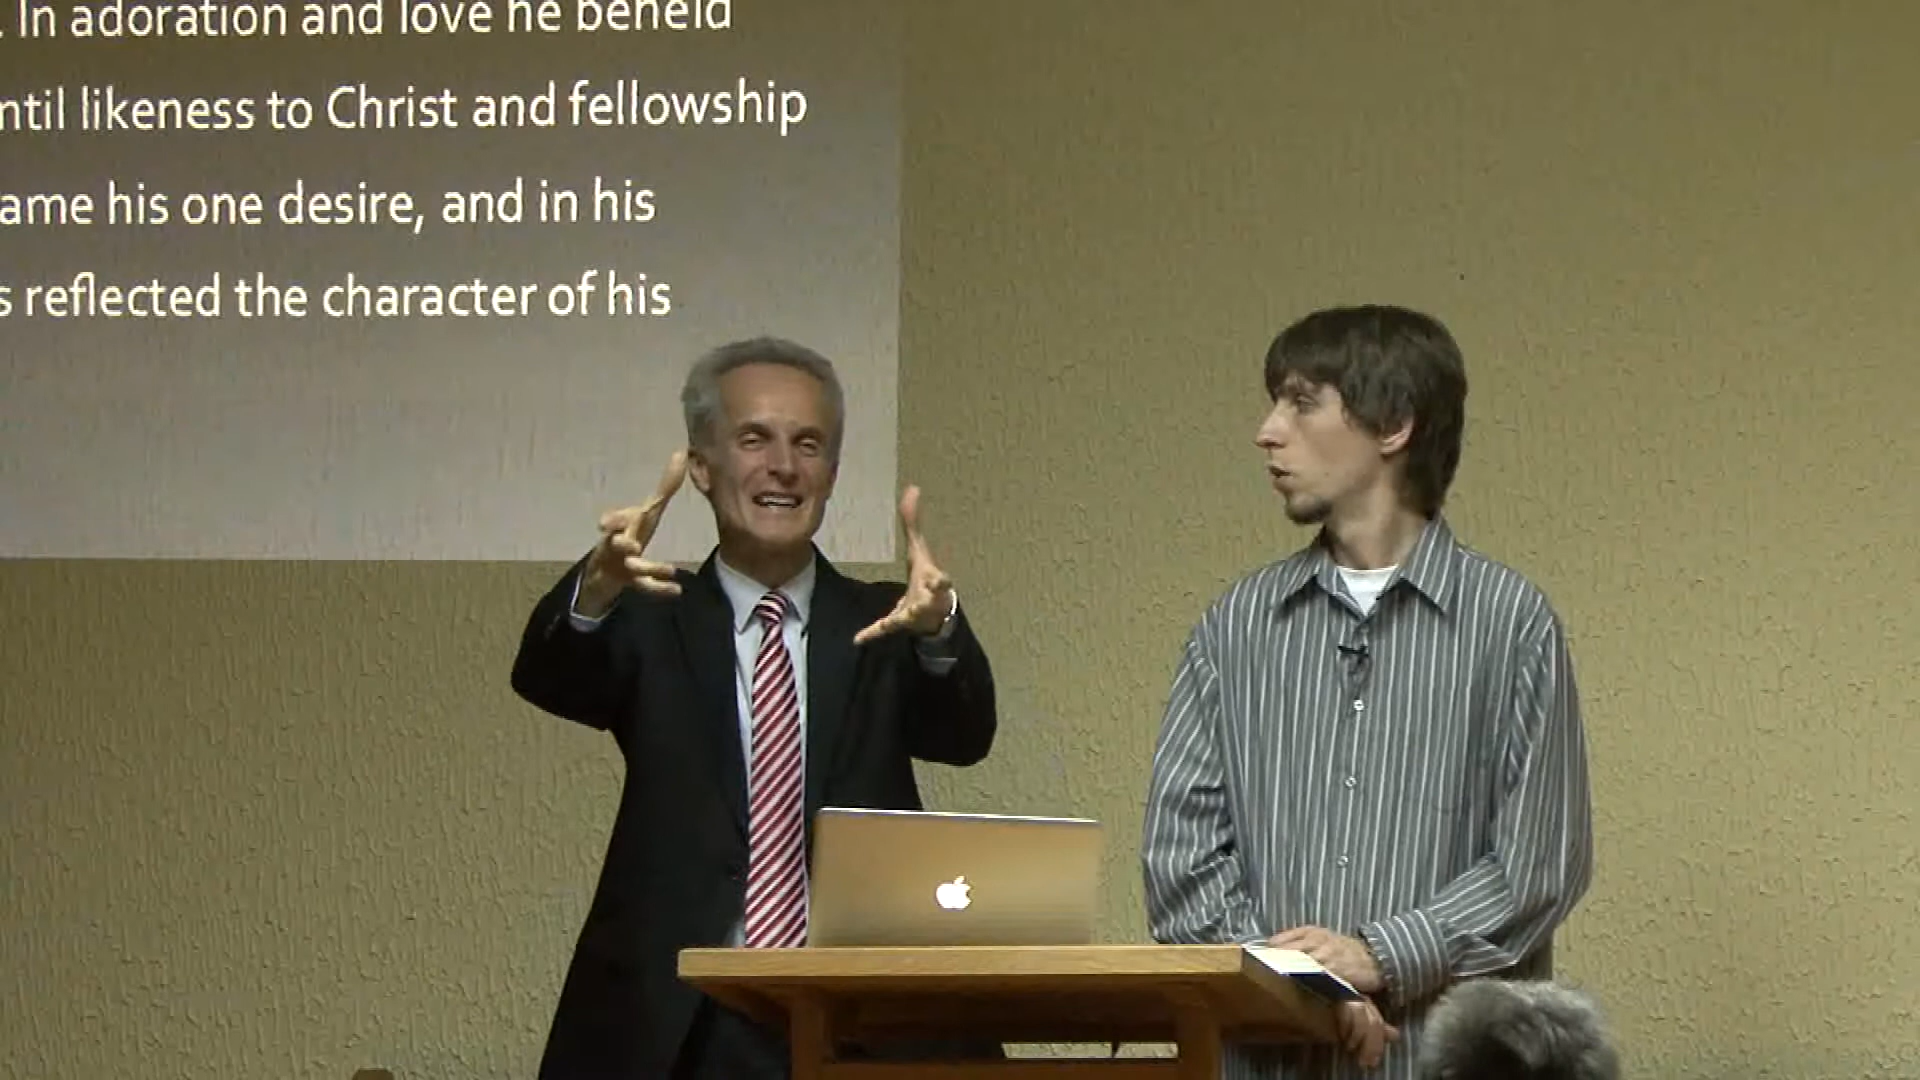 . In adoration and love he beheld
ntil likeness to Christ and fellowship
ame his one desire, and in his
s reflected the character of his